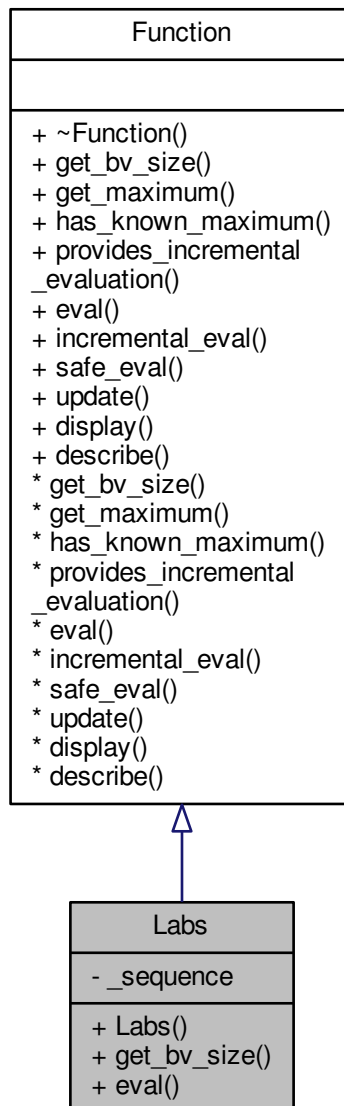 Function
+ ~Function()
+ get_bv_size()
+ get_maximum()
+ has_known_maximum()
+ provides_incremental
_evaluation()
+ eval()
+ incremental_eval()
+ safe_eval()
+ update()
+ display()
+ describe()
* get_bv_size()
* get_maximum()
* has_known_maximum()
* provides_incremental
_evaluation()
* eval()
* incremental_eval()
* safe_eval()
* update()
* display()
* describe()
Labs
- _sequence
+ Labs()
+ get_bv_size()
+ eval()